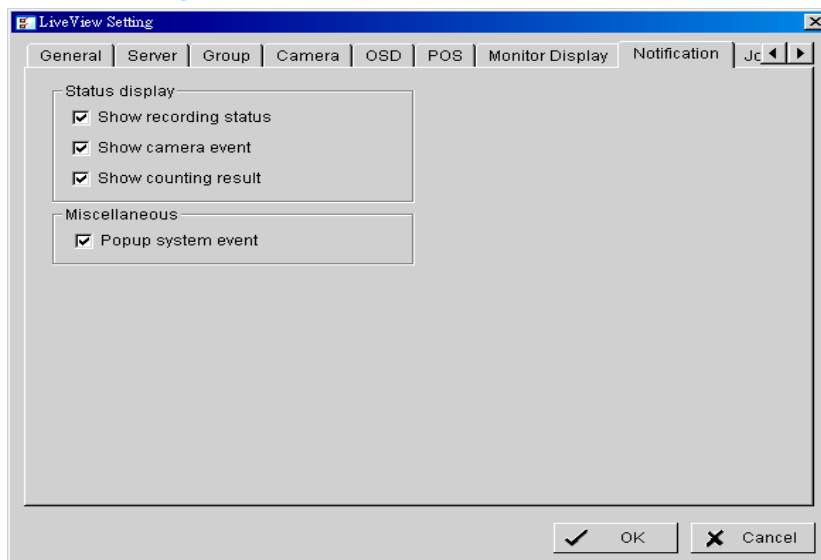 LiveView Setting
General Server Group Camera OSD POS Monitor Display Notification
Status display
Show recording status
Show camera event
Show counting result
Miscellaneous
Popup system event
OK Cancel